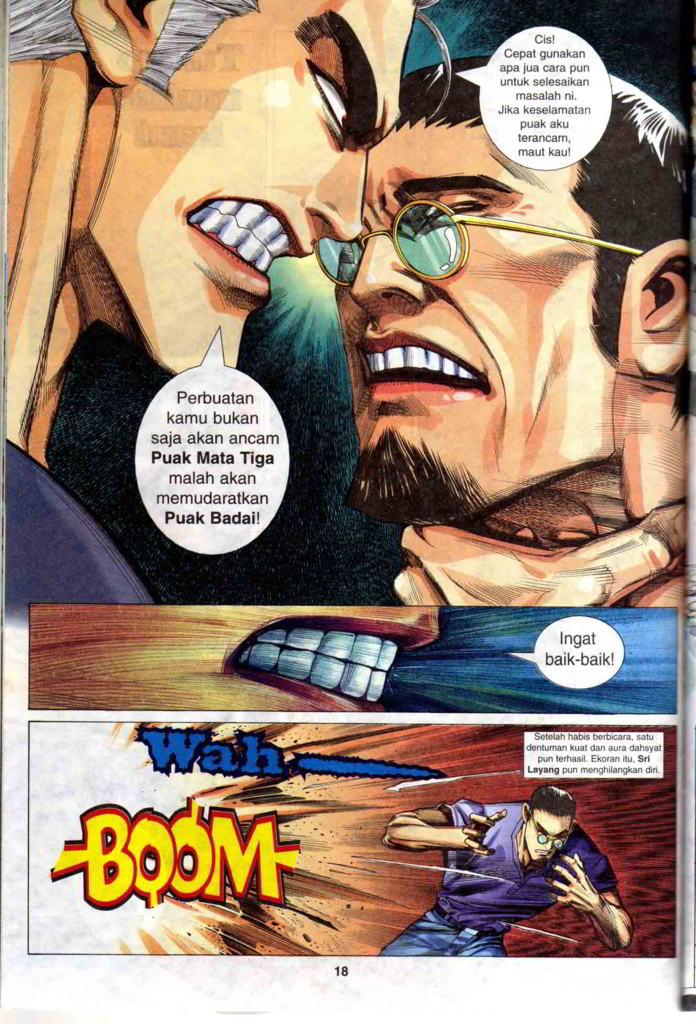 Cis!
Cepat gunakan
apa jua cara pun
untuk selesaikan
masalah ni.
Jika keselamatan
puak aku
terancam,
maut kau!
Perbuatan
kamu bukan
saja akan ancam
Puak Mata Tiga
malah akan
memudaratkan
Puak Badai!
Ingat
baik-baik!
Wah
Setelah habis berbicara, satu
dentuman kuat dan aura dahsyat
pun terhasil. Ekoran itu, Sri
Layang pun menghilangkan diri.
BOOM
18